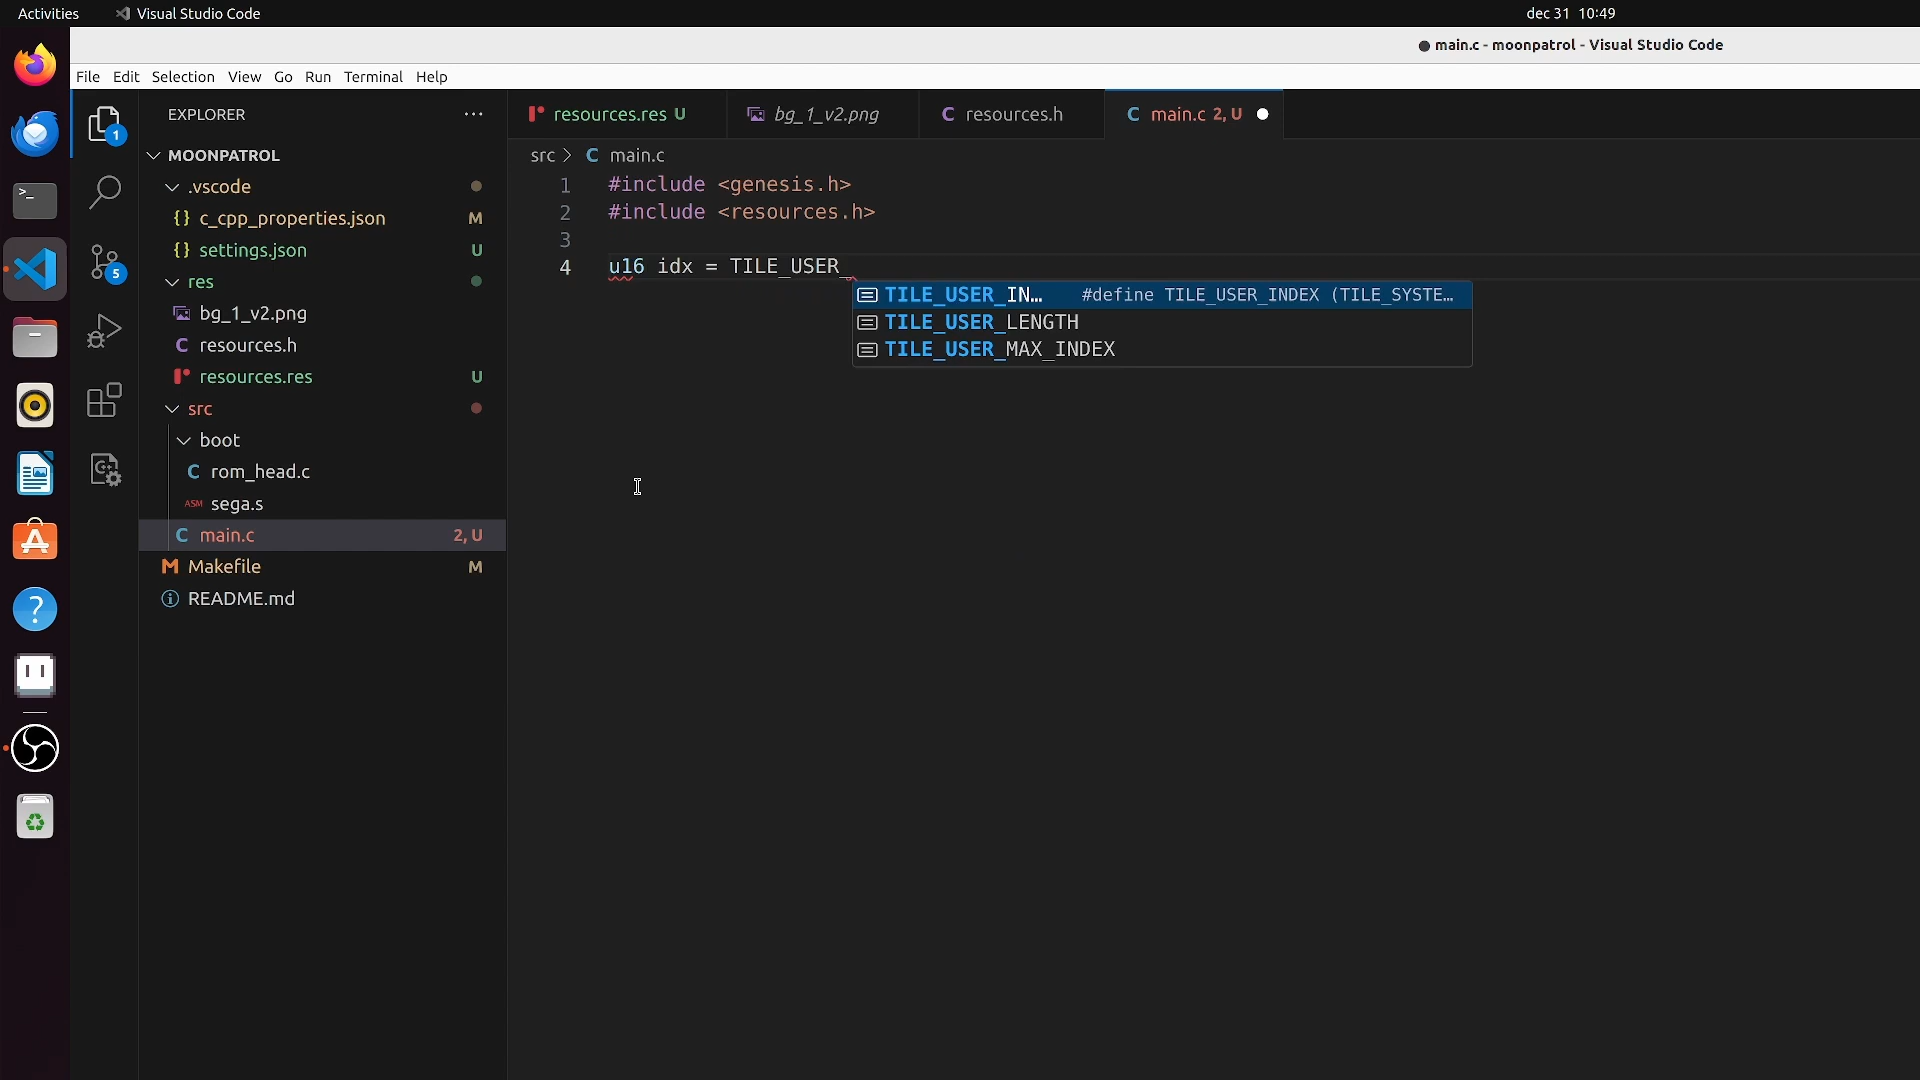 Activities
Visual Studio Code
dec 31 10:49
● main.c - moonpatrol - Visual Studio Code
File Edit Selection View Go Run Terminal Help
EXPLORER
MOONPATROL
.vscode
{} c_cpp_properties.json M
{} settings.json U
res
bg_1_v2.png
C resources.h
resources.res U
src
boot
C rom_head.c
ASM sega.s
C main.c 2, U
M Makefile M
README.md
1
5
resources.res U
bg_1_v2.png
C resources.h
C main.c 2, U
src > C main.c
1 #include <genesis.h>
2 #include <resources.h>
3
4 u16 idx = TILE_USER_
TILE_USER_IN… #define TILE_USER_INDEX (TILE_SYSTE…
TILE_USER_LENGTH
TILE_USER_MAX_INDEX